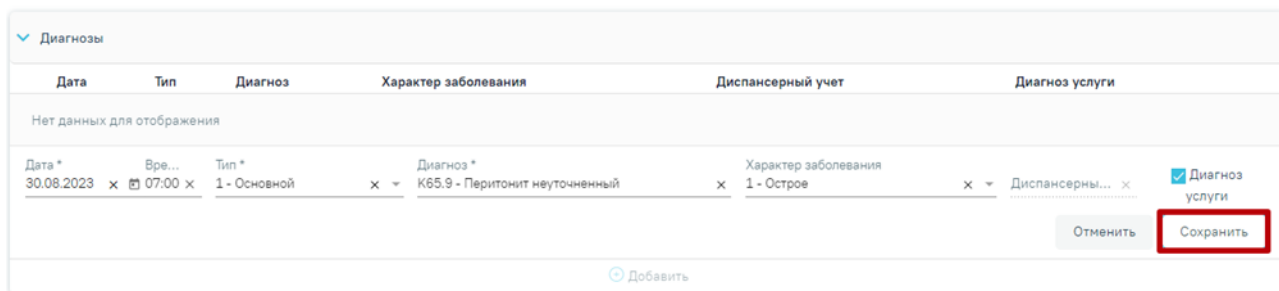 Диагнозы
Дата Тип Диагноз Характер заболевания Диспансерный учет Диагноз услуги
Нет данных для отображения
Дата * Вре... Тип * Диагноз * Характер заболевания
30.08.2023 07:00 1 - Основной K65.9 - Перитонит неуточненный 1 - Острое Диспансерны... Диагноз услуги
Отменить Сохранить
Добавить